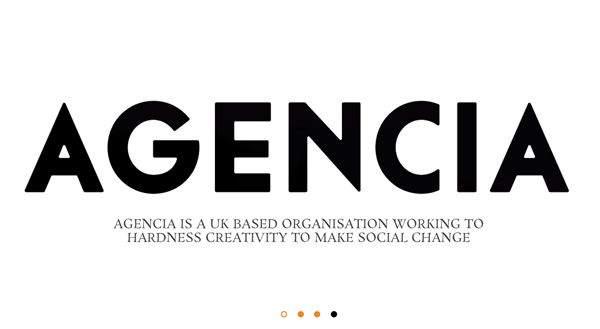 AGENCIA
AGENCIA IS A UK BASED ORGANISATION WORKING TO
HARDNESS CREATIVITY TO MAKE SOCIAL CHANGE